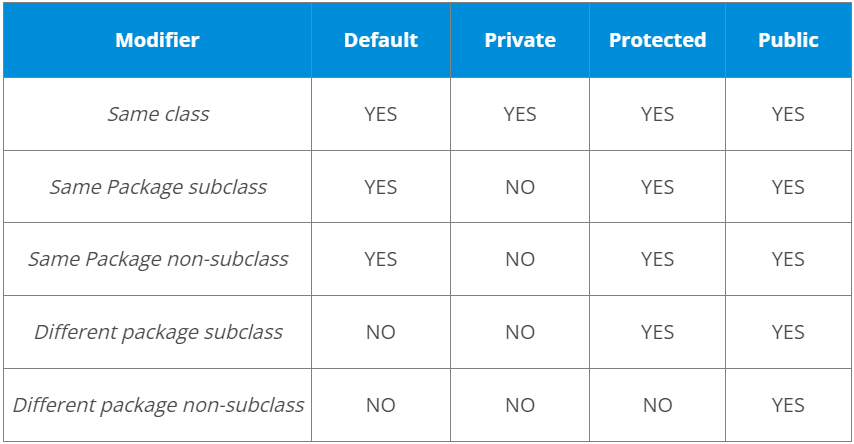 Modifier Default Private Protected Public
Same class YES YES YES YES
Same Package subclass YES NO YES YES
Same Package non-subclass YES NO YES YES
Different package subclass NO NO YES YES
Different package non-subclass NO NO NO YES